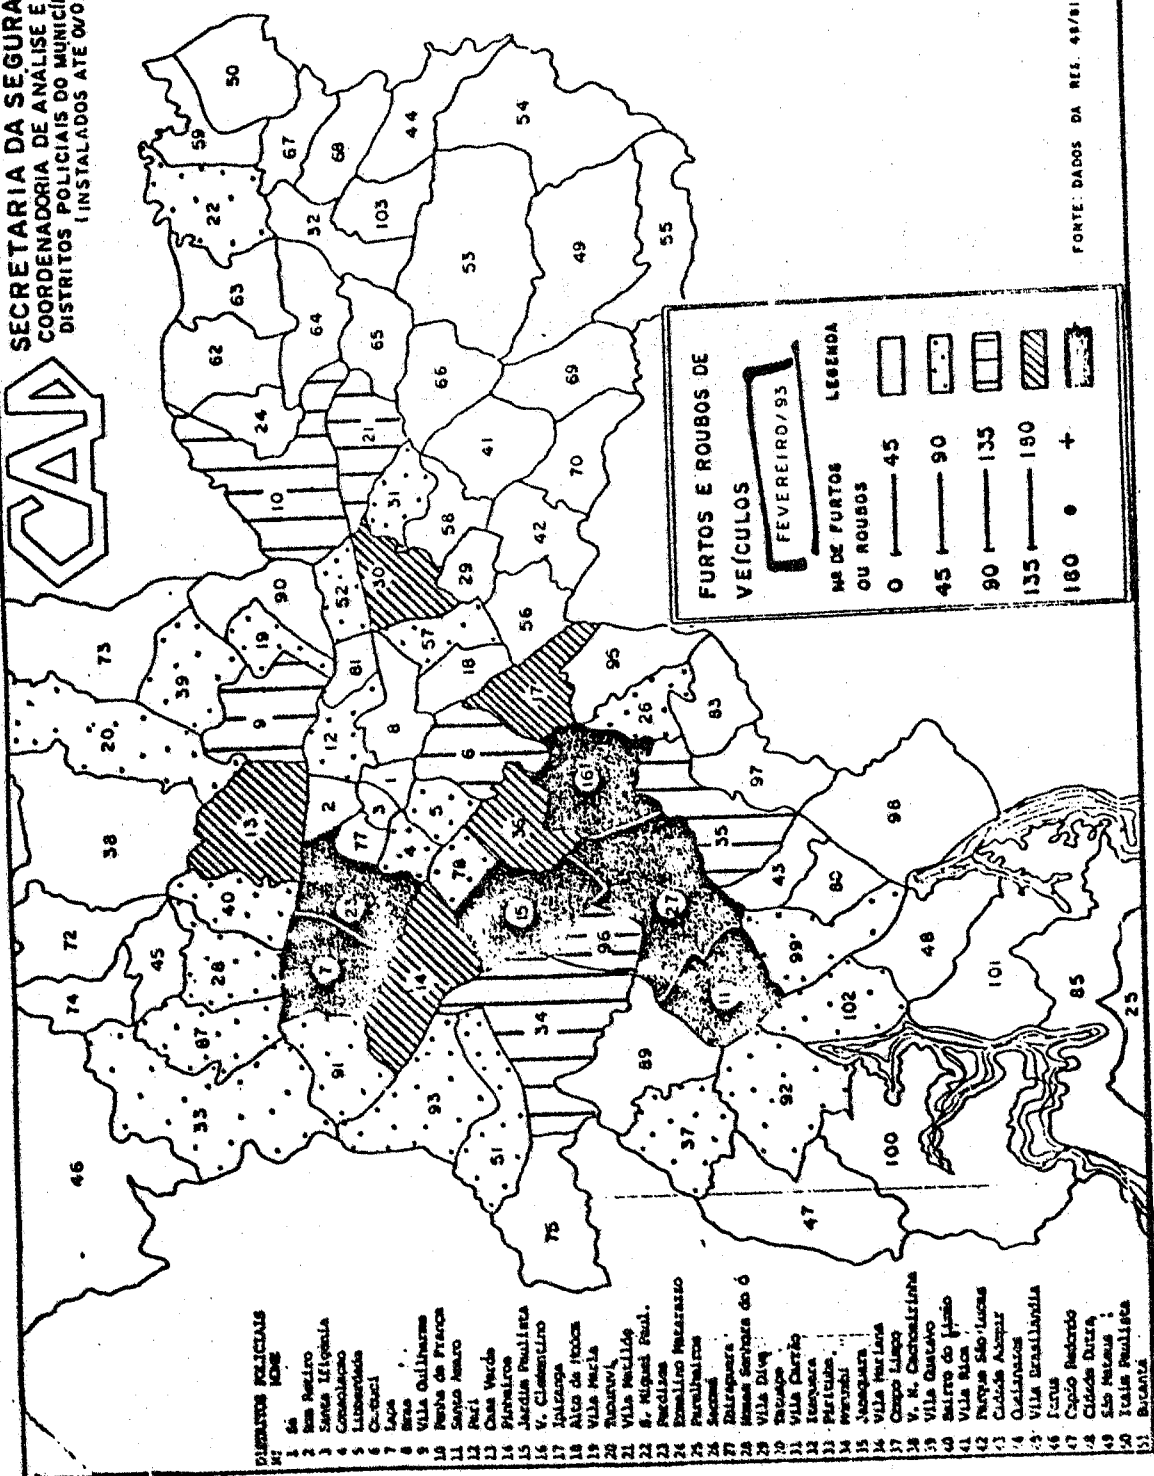 CAP
SECRETARIA DA SEGURA
COORDENADORIA DE ANÁLISE E
DISTRITOS POLICIAIS DO MUNICÍ
(INSTALADOS ATE
46
74
72
38
20
73
50
59
22
63
62
24
10
90
39
19
9
13
40
45
28
87
33
67
68
44
32
103
64
65
21
31
30
52
81
12
2
23
7
91
54
53
66
41
58
29
57
18
8
1
3
77
4
5
6
78
14
93
51
75
49
55
69
70
42
56
17
95
26
83
16
36
15
96
34
35
27
11
89
37
92
97
98
43
80
99
102
48
101
85
25
100
47
FURTOS E ROUBOS DE
VEÍCULOS
FEVEREIRO/93
Nº DE FURTOS
OU ROUBOS
LEGENDA
0 45
45 90
90 135
135 180
180 • +
FONTE: DADOS DA RES. 48/81
DISTRITOS POLICIAIS
Nº NOME
1 Sé
2 Bom Retiro
3 Santa Efigenia
4 Consolação
5 Liberdade
6 Cambuci
7 Lapa
8 Bras
9 Vila Guilherme
10 Penha de França
11 Santo Amaro
12 Pari
13 Casa Verde
14 Pinheiros
15 Jardim Paulista
16 V. Clementino
17 Ipiranga
18 Alto da Mooca
19 Vila Maria
20 Tucuruvi
21 Vila Matilde
22 S. Miguel Paul.
23 Perdizes
24 Ermelino Matarazzo
25 Parelheiros
26 Sacomã
27 Ibirapuera
28 Nossa Senhora do Ó
29 Vila Diva
30 Tatuape
31 Vila Carrão
32 Itaquera
33 Pirituba
34 Morumbi
35 Jabaquara
36 Vila Mariana
37 Campo Limpo
38 V. N. Cachoeirinha
39 Vila Gustavo
40 Bairro do Limão
41 Vila Rica
42 Parque São Lucas
43 Cidade Ademar
44 Guaianazes
45 Vila Brasilandia
46 Perus
47 Capão Redondo
48 Cidade Dutra
49 São Mateus
50 Itaim Paulista
51 Butantã